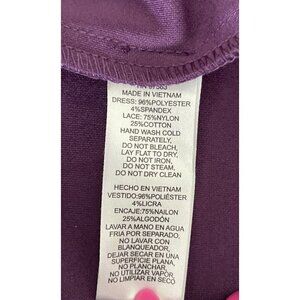 MADE IN VIETNAM
DRESS: 96%POLYESTER
4%SPANDEX
LACE: 75%NYLON
25%COTTON
HAND WASH COLD
SEPARATELY,
DO NOT BLEACH,
LAY FLAT TO DRY,
DO NOT IRON,
DO NOT STEAM,
DO NOT DRY CLEAN
HECHO EN VIETNAM
VESTIDO:96%POLIÉSTER
4%LICRA
ENCAJE:75%NAILON
25%ALGODÓN
LAVAR A MANO EN AGUA
FRIA POR SEPARADO,
NO LAVAR CON
BLANQUEADOR,
DEJAR SECAR EN UNA
SUPERFICIE PLANA,
NO PLANCHAR,
NO UTILIZAR VAPOR
NO LIMPIAR EN SECO